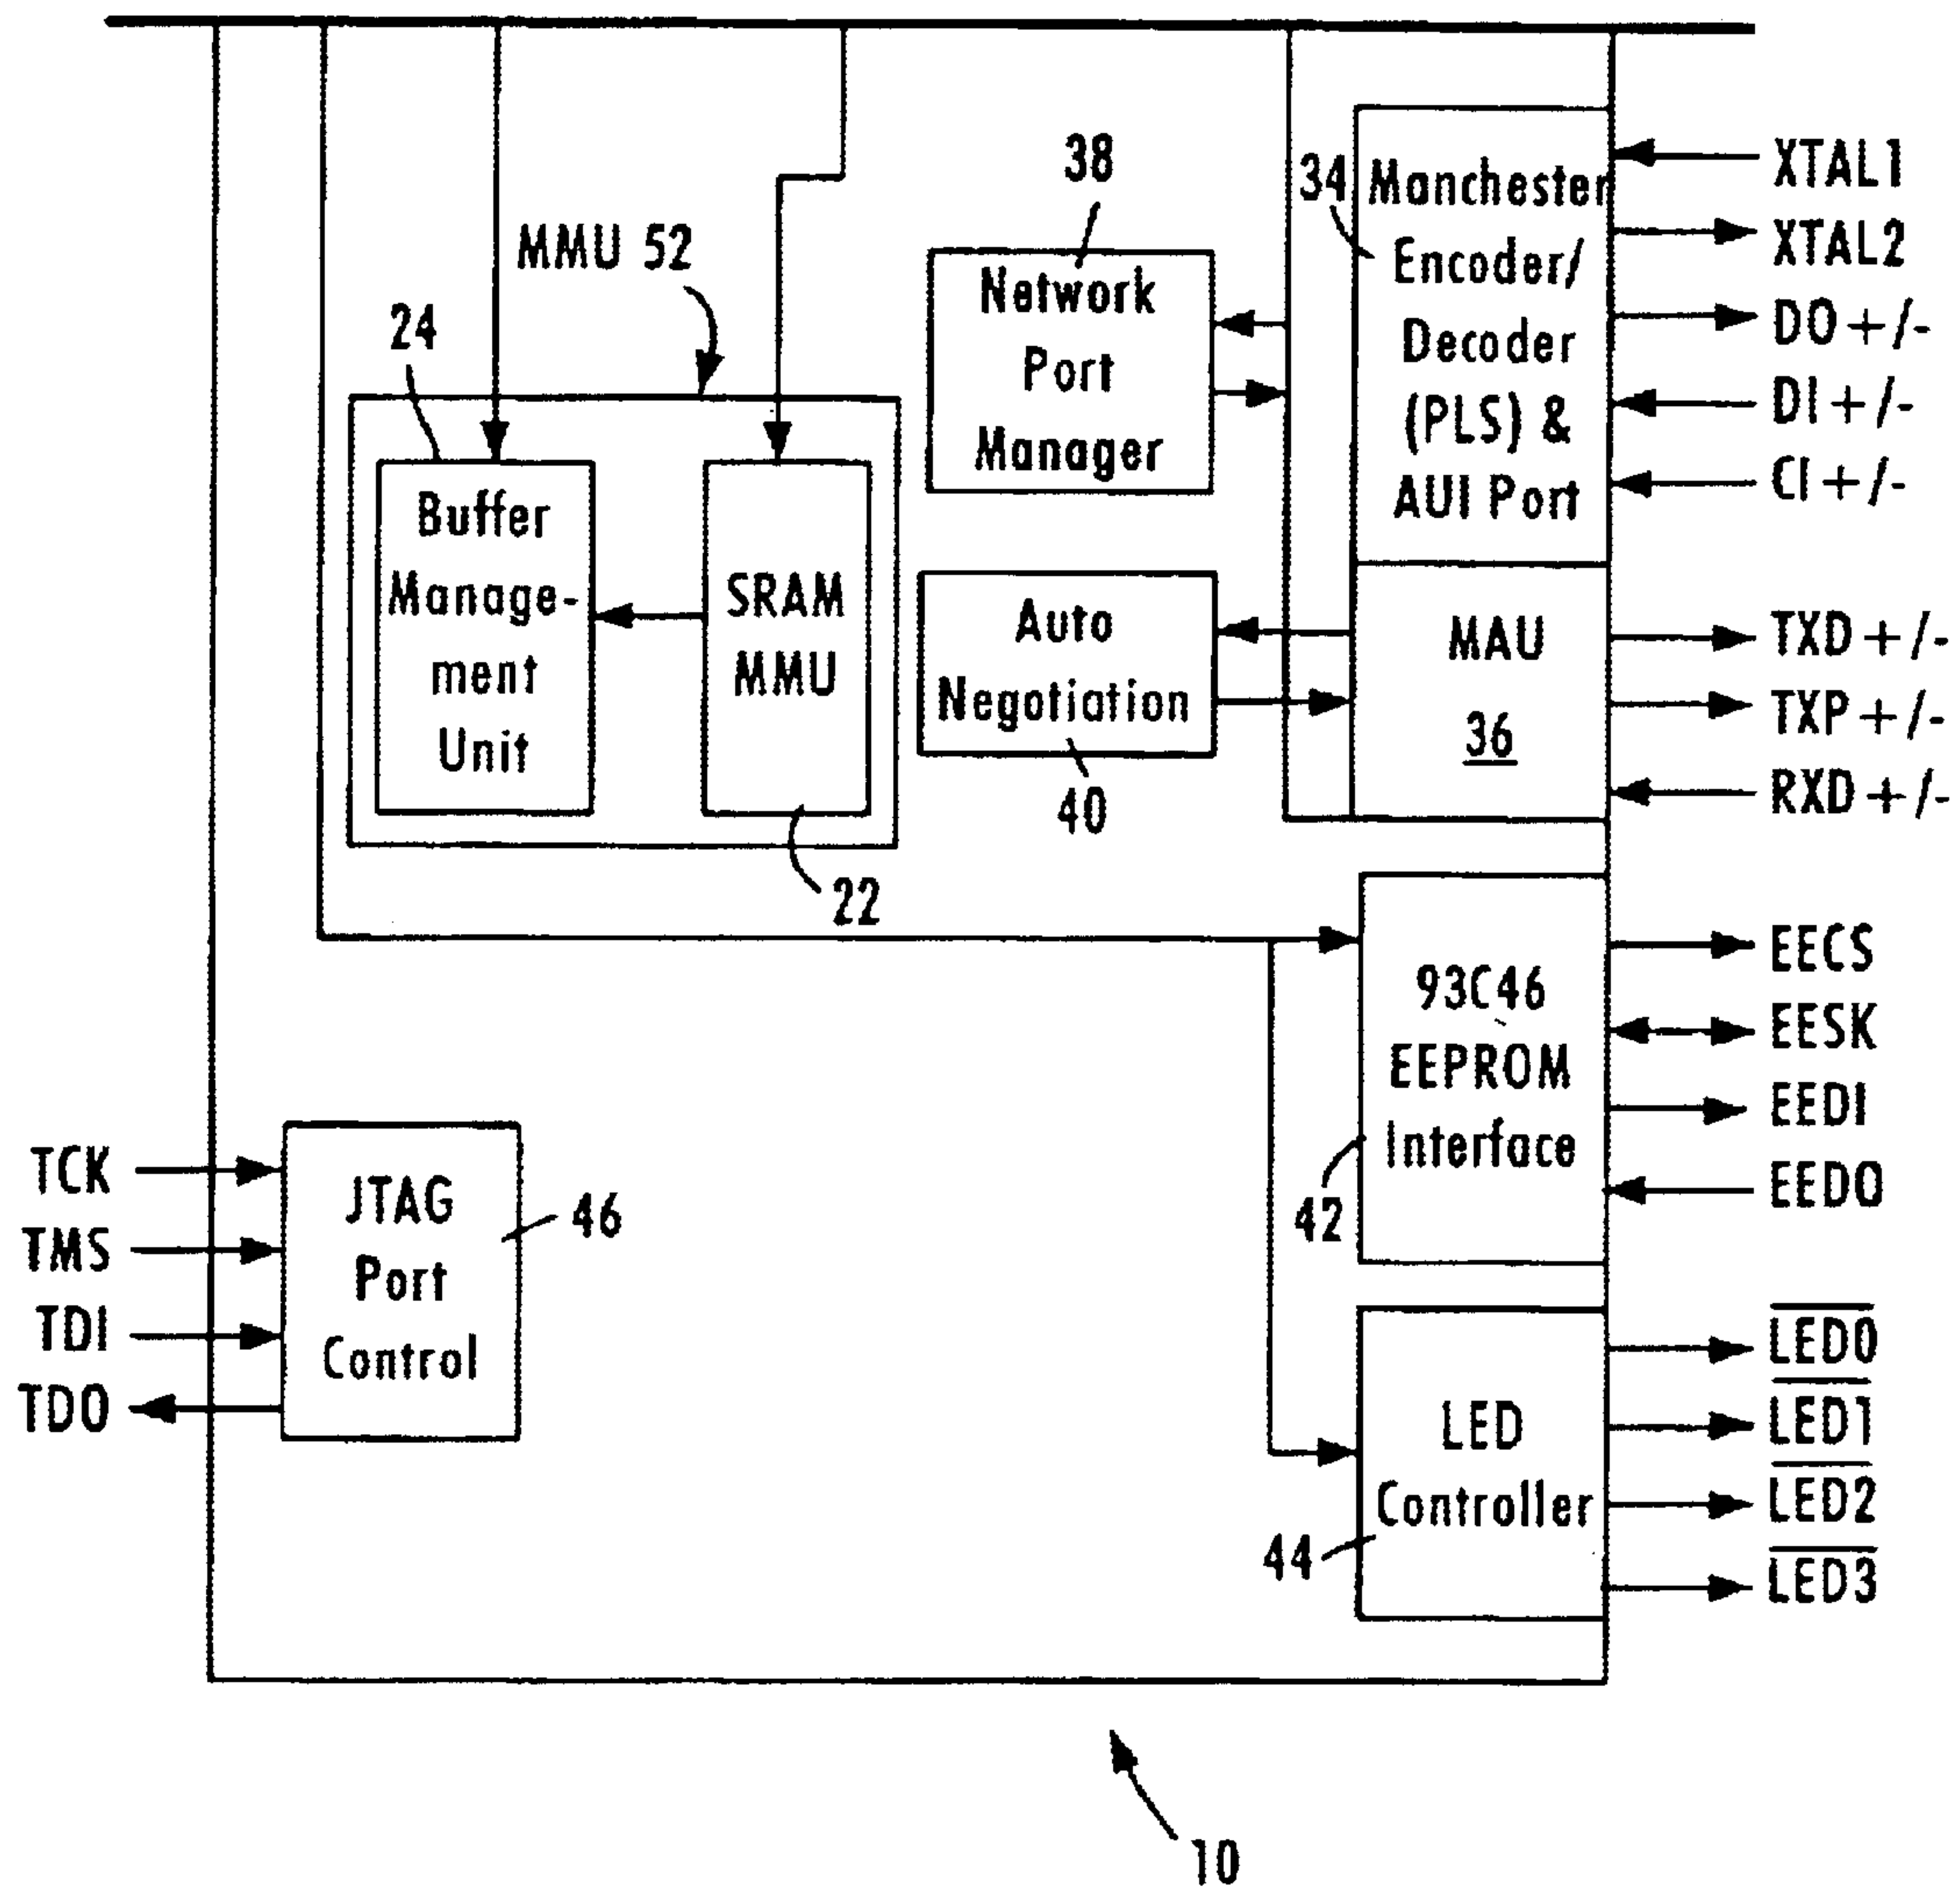 38
34
Manchester
Encoder/
Decoder
(PLS) &
AUI Port
XTAL1
XTAL2
DO +/-
DI +/-
CI +/-
MMU 52
24
Network
Port
Manager
Buffer
Manage-
ment
Unit
SRAM
MMU
22
Auto
Negotiation
40
MAU
36
TXD +/-
TXP +/-
RXD +/-
93C46
EEPROM
Interface
42
EECS
EESK
EEDI
EEDO
TCK
TMS
TDI
TDO
JTAG
Port
Control
46
LED
Controller
44
LED0
LED1
LED2
LED3
10